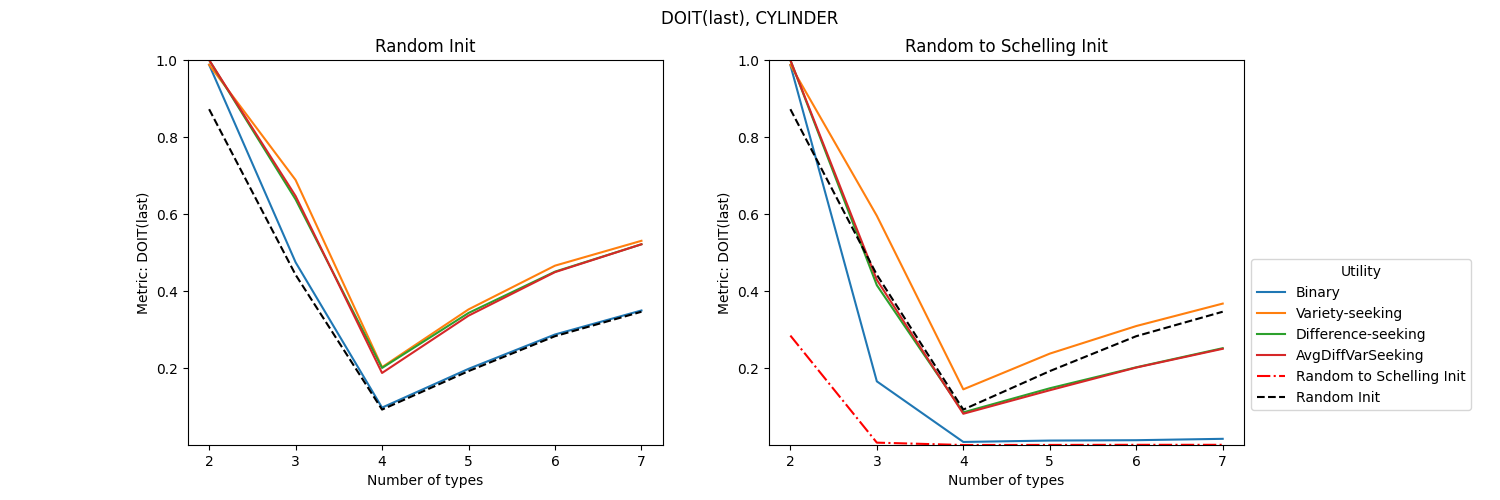 DOIT(last), CYLINDER
Random Init
1.0
0.8
0.6
0.4
0.2
Metric: DOIT(last)
2 3 4 5 6 7
Number of types
Random to Schelling Init
1.0
0.8
0.6
0.4
0.2
Metric: DOIT(last)
2 3 4 5 6 7
Number of types
Utility
Binary
Variety-seeking
Difference-seeking
AvgDiffVarSeeking
Random to Schelling Init
Random Init